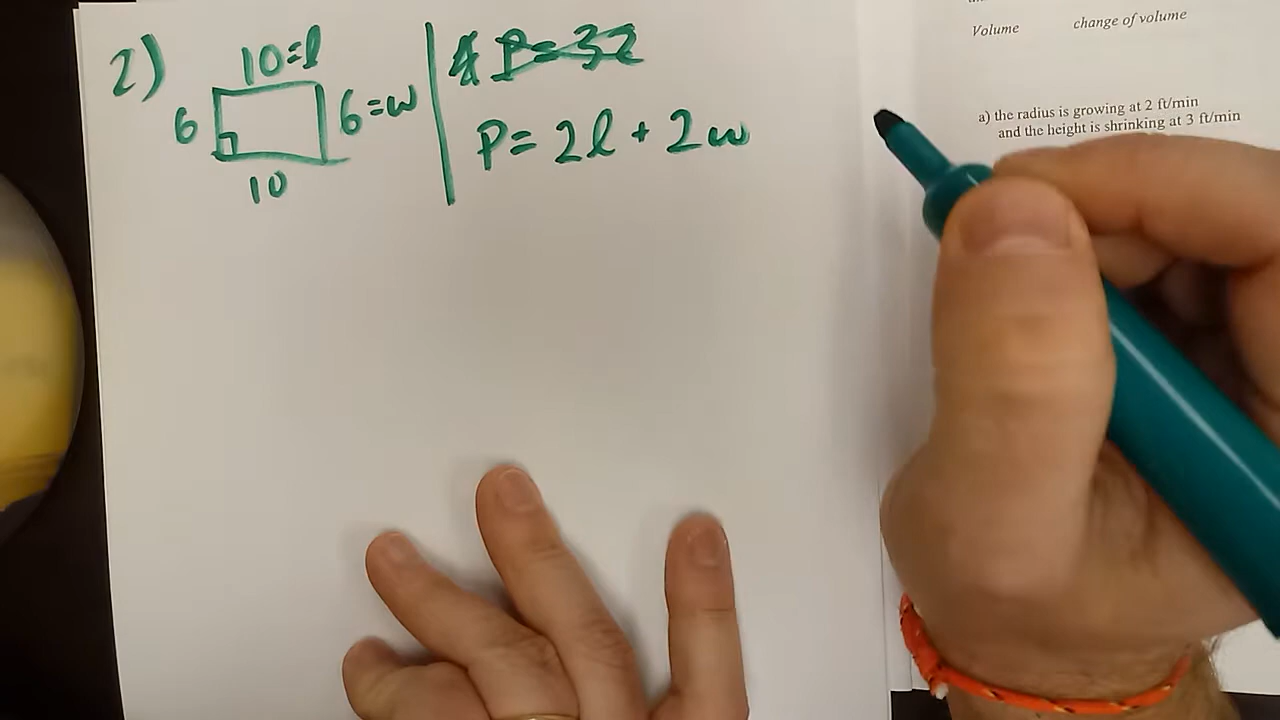 2)
10=l
6
6=w
10
P=32
P= 2l + 2w
Volume change of volume
a) the radius is growing at 2 ft/min
and the height is shrinking at 3 ft/min